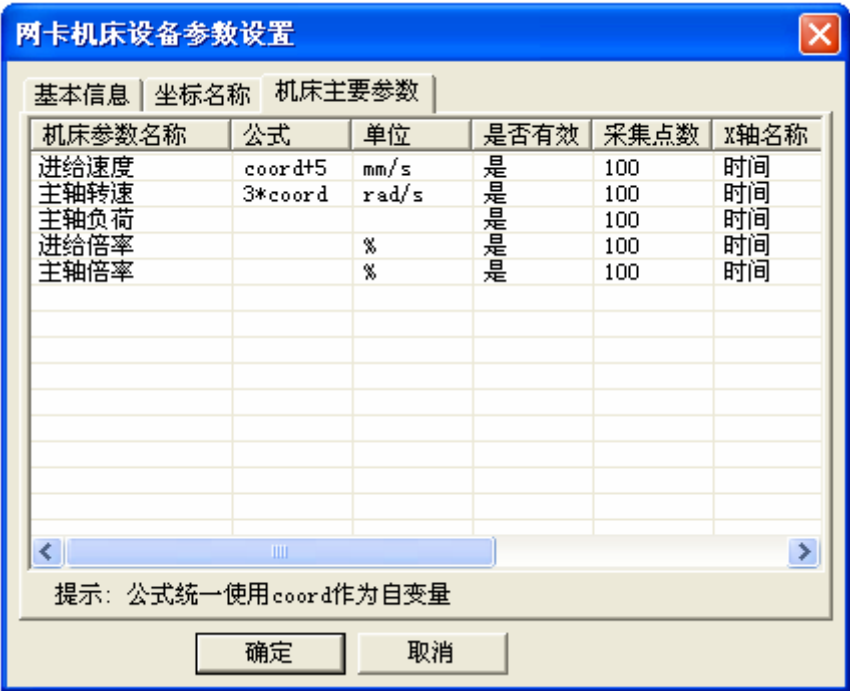 网卡机床设备参数设置
基本信息 坐标名称 机床主要参数
机床参数名称 公式 单位 是否有效 采集点数 X轴名称
进给速度 coord+5 mm/s 是 100 时间
主轴转速 3*coord rad/s 是 100 时间
主轴负荷 是 100 时间
进给倍率 % 是 100 时间
主轴倍率 % 是 100 时间
提示: 公式统一使用coord作为自变量
确定 取消